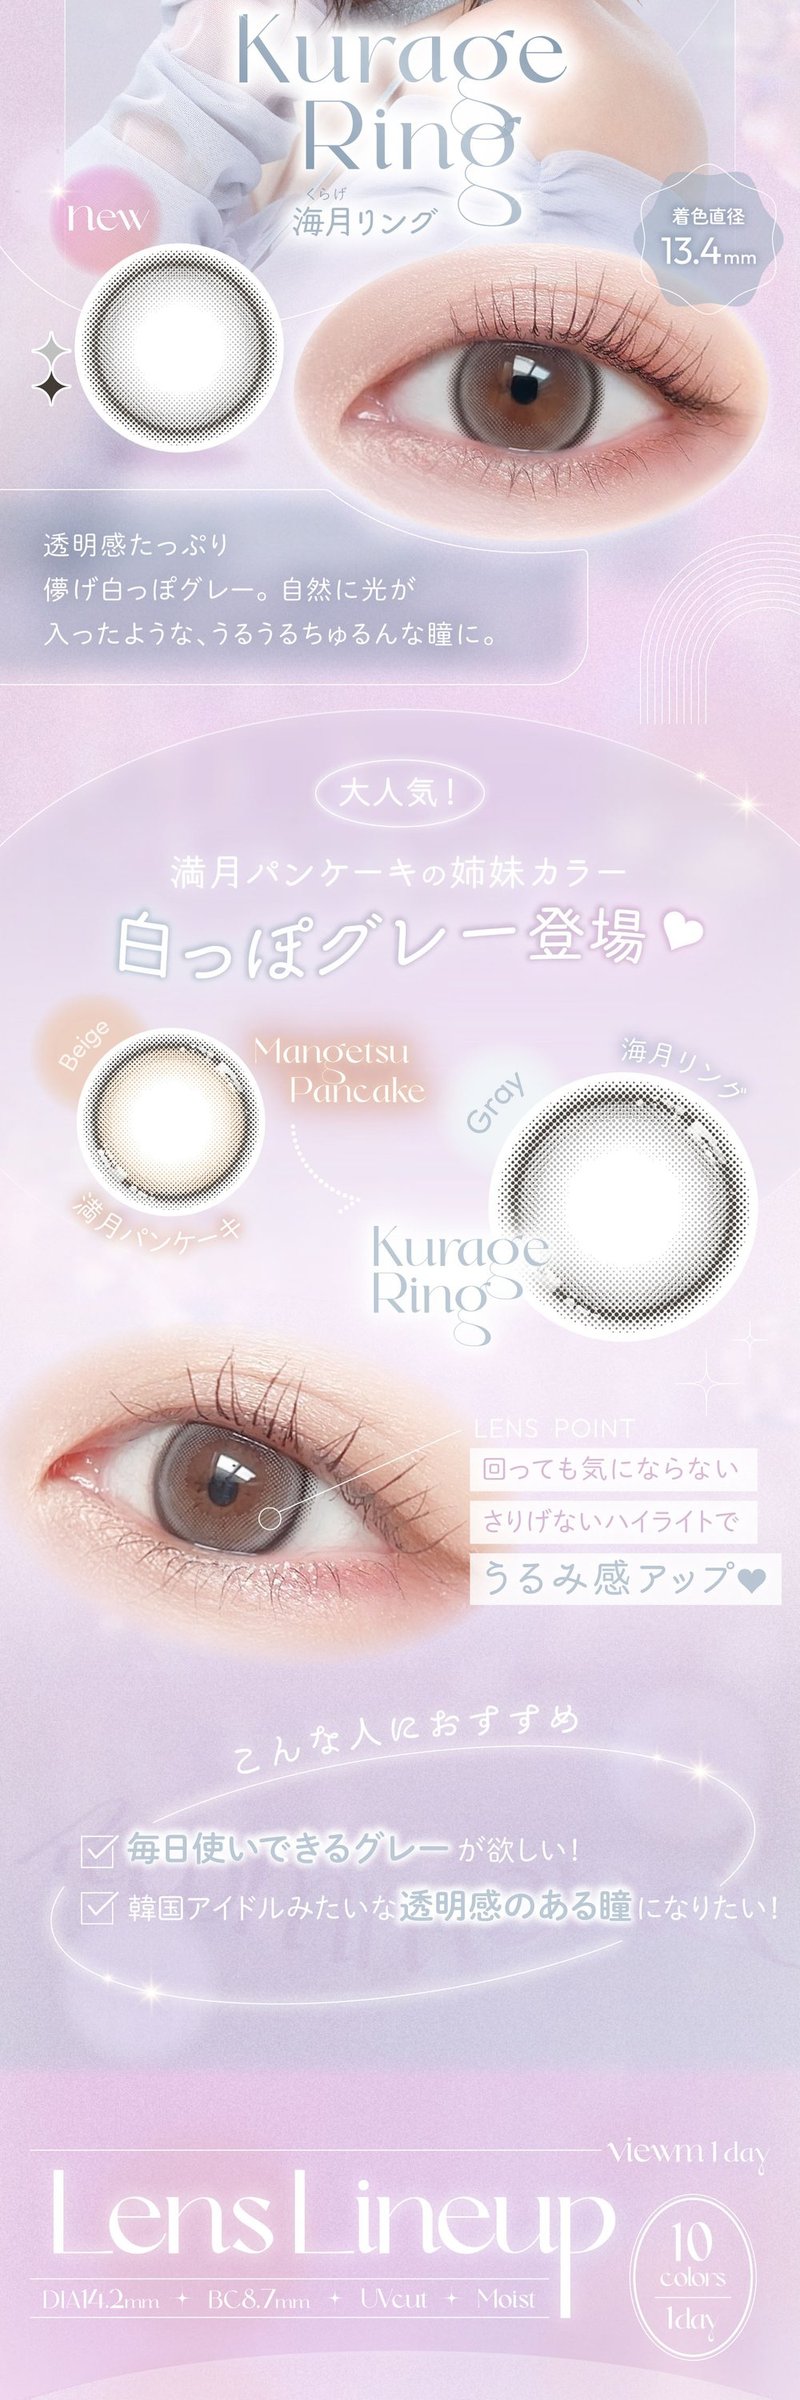 Kurage
Ring
くらげ
海月リング
new
着色直径
13.4mm
透明感たっぷり
儚げ白っぽグレー。自然に光が
入ったような、うるうるちゅるんな瞳に。
大人気!
満月パンケーキの姉妹カラー
白っぽグレー登場♥
Beige
Mangetsu
Pancake
満月パンケーキ
Gray
海月リング
Kurage
Ring
LENS POINT
回っても気にならない
さりげないハイライトで
うるみ感アップ♥
こんな人におすすめ
毎日使いできるグレーが欲しい!
韓国アイドルみたいな透明感のある瞳になりたい!
viewm 1day
Lens Lineup
10
colors
1day
DIA14.2mm ✦ BC8.7mm ✦ UVcut ✦ Moist